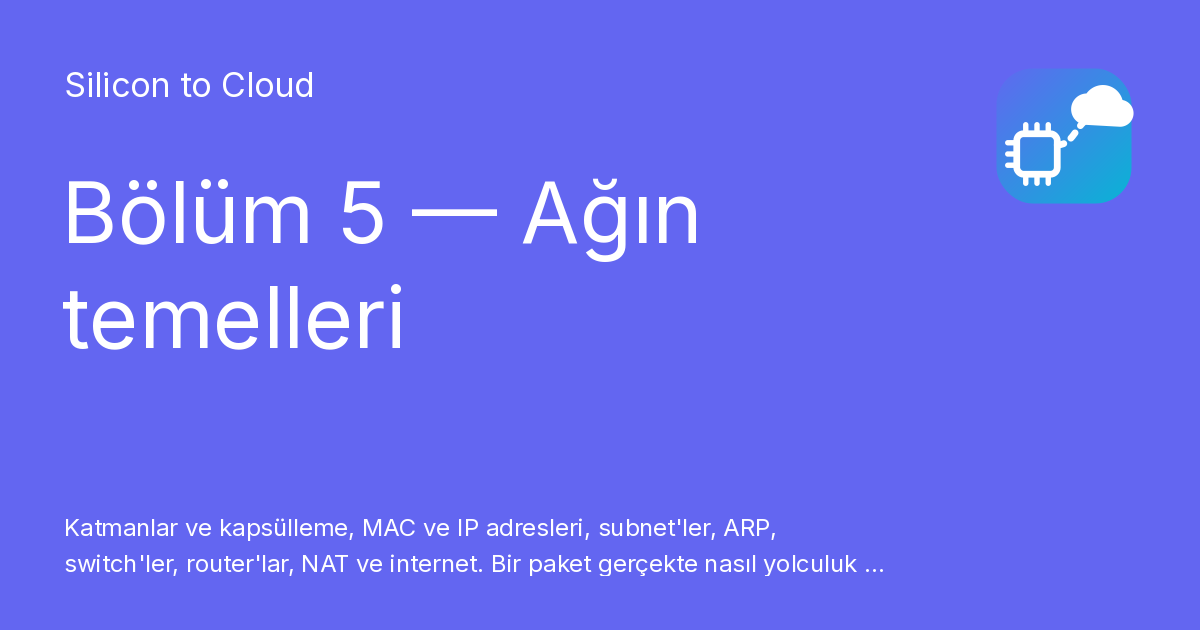 Silicon to Cloud
Bölüm 5 — Ağın
temelleri
Katmanlar ve kapsülleme, MAC ve IP adresleri, subnet'ler, ARP,
switch'ler, router'lar, NAT ve internet. Bir paket gerçekte nasıl yolculuk ...